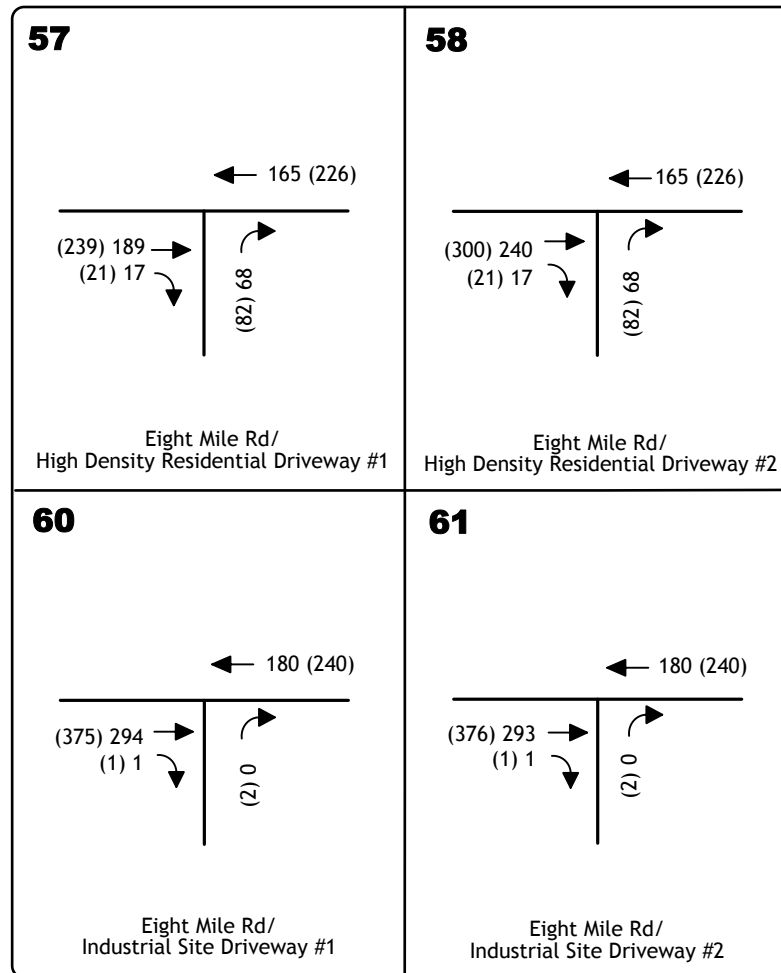 57
165 (226)
(239) 189
(21) 17
(82) 68
Eight Mile Rd/
High Density Residential Driveway #1
58
165 (226)
(300) 240
(21) 17
(82) 68
Eight Mile Rd/
High Density Residential Driveway #2
60
180 (240)
(375) 294
(1) 1
(2) 0
Eight Mile Rd/
Industrial Site Driveway #1
61
180 (240)
(376) 293
(1) 1
(2) 0
Eight Mile Rd/
Industrial Site Driveway #2